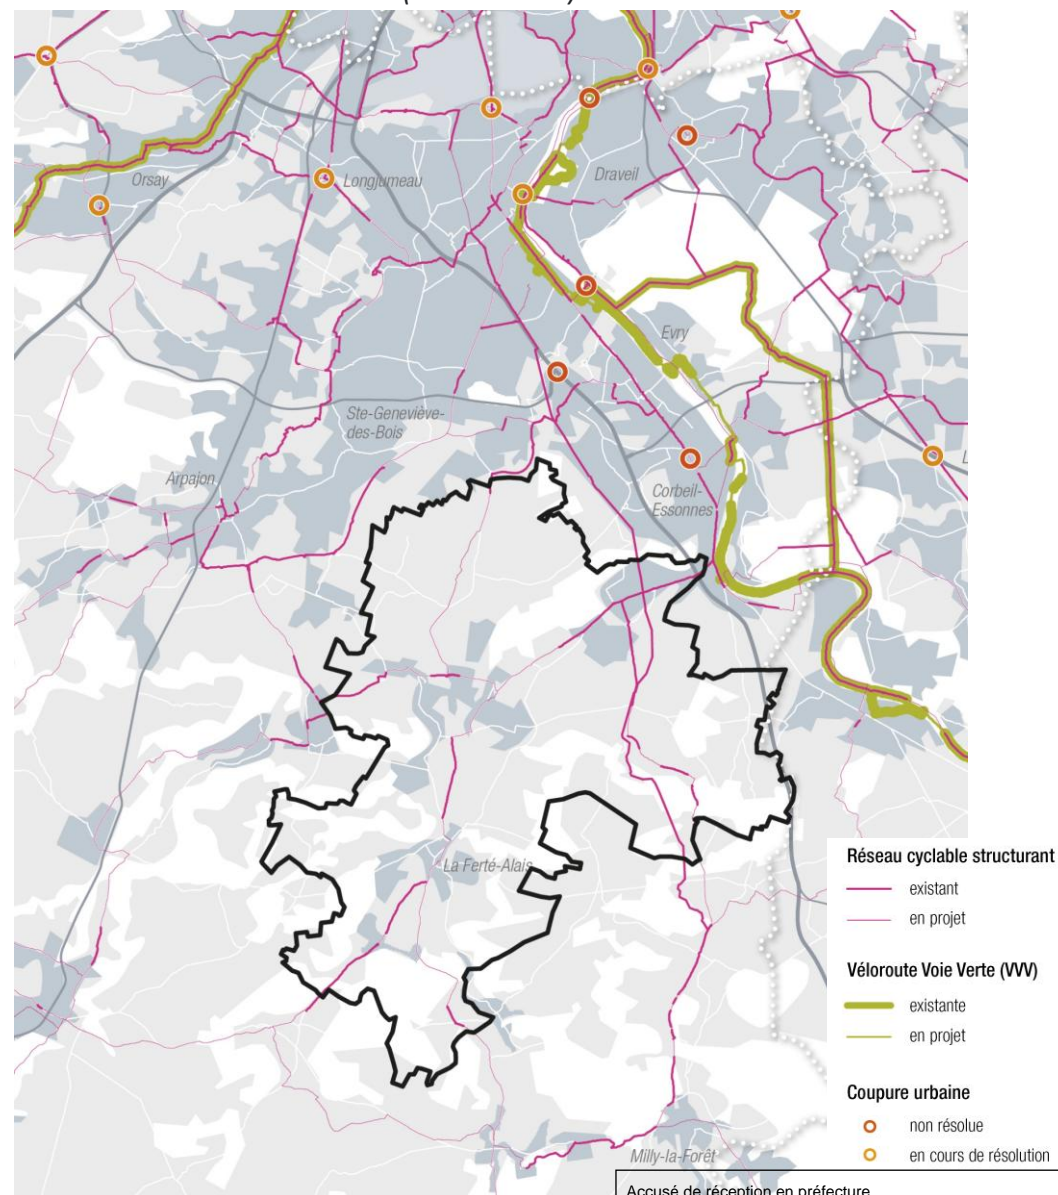 Orsay
Longjumeau
Draveil
Evry
Ste-Geneviève-
des-Bois
Arpajon
Corbeil-
Essonnes
L
La Ferté-Alais
Milly-la-Forêt
Réseau cyclable structurant
existant
en projet
Véloroute Voie Verte (VVV)
existante
en projet
Coupure urbaine
non résolue
en cours de résolution
Accusé de réception en préfecture